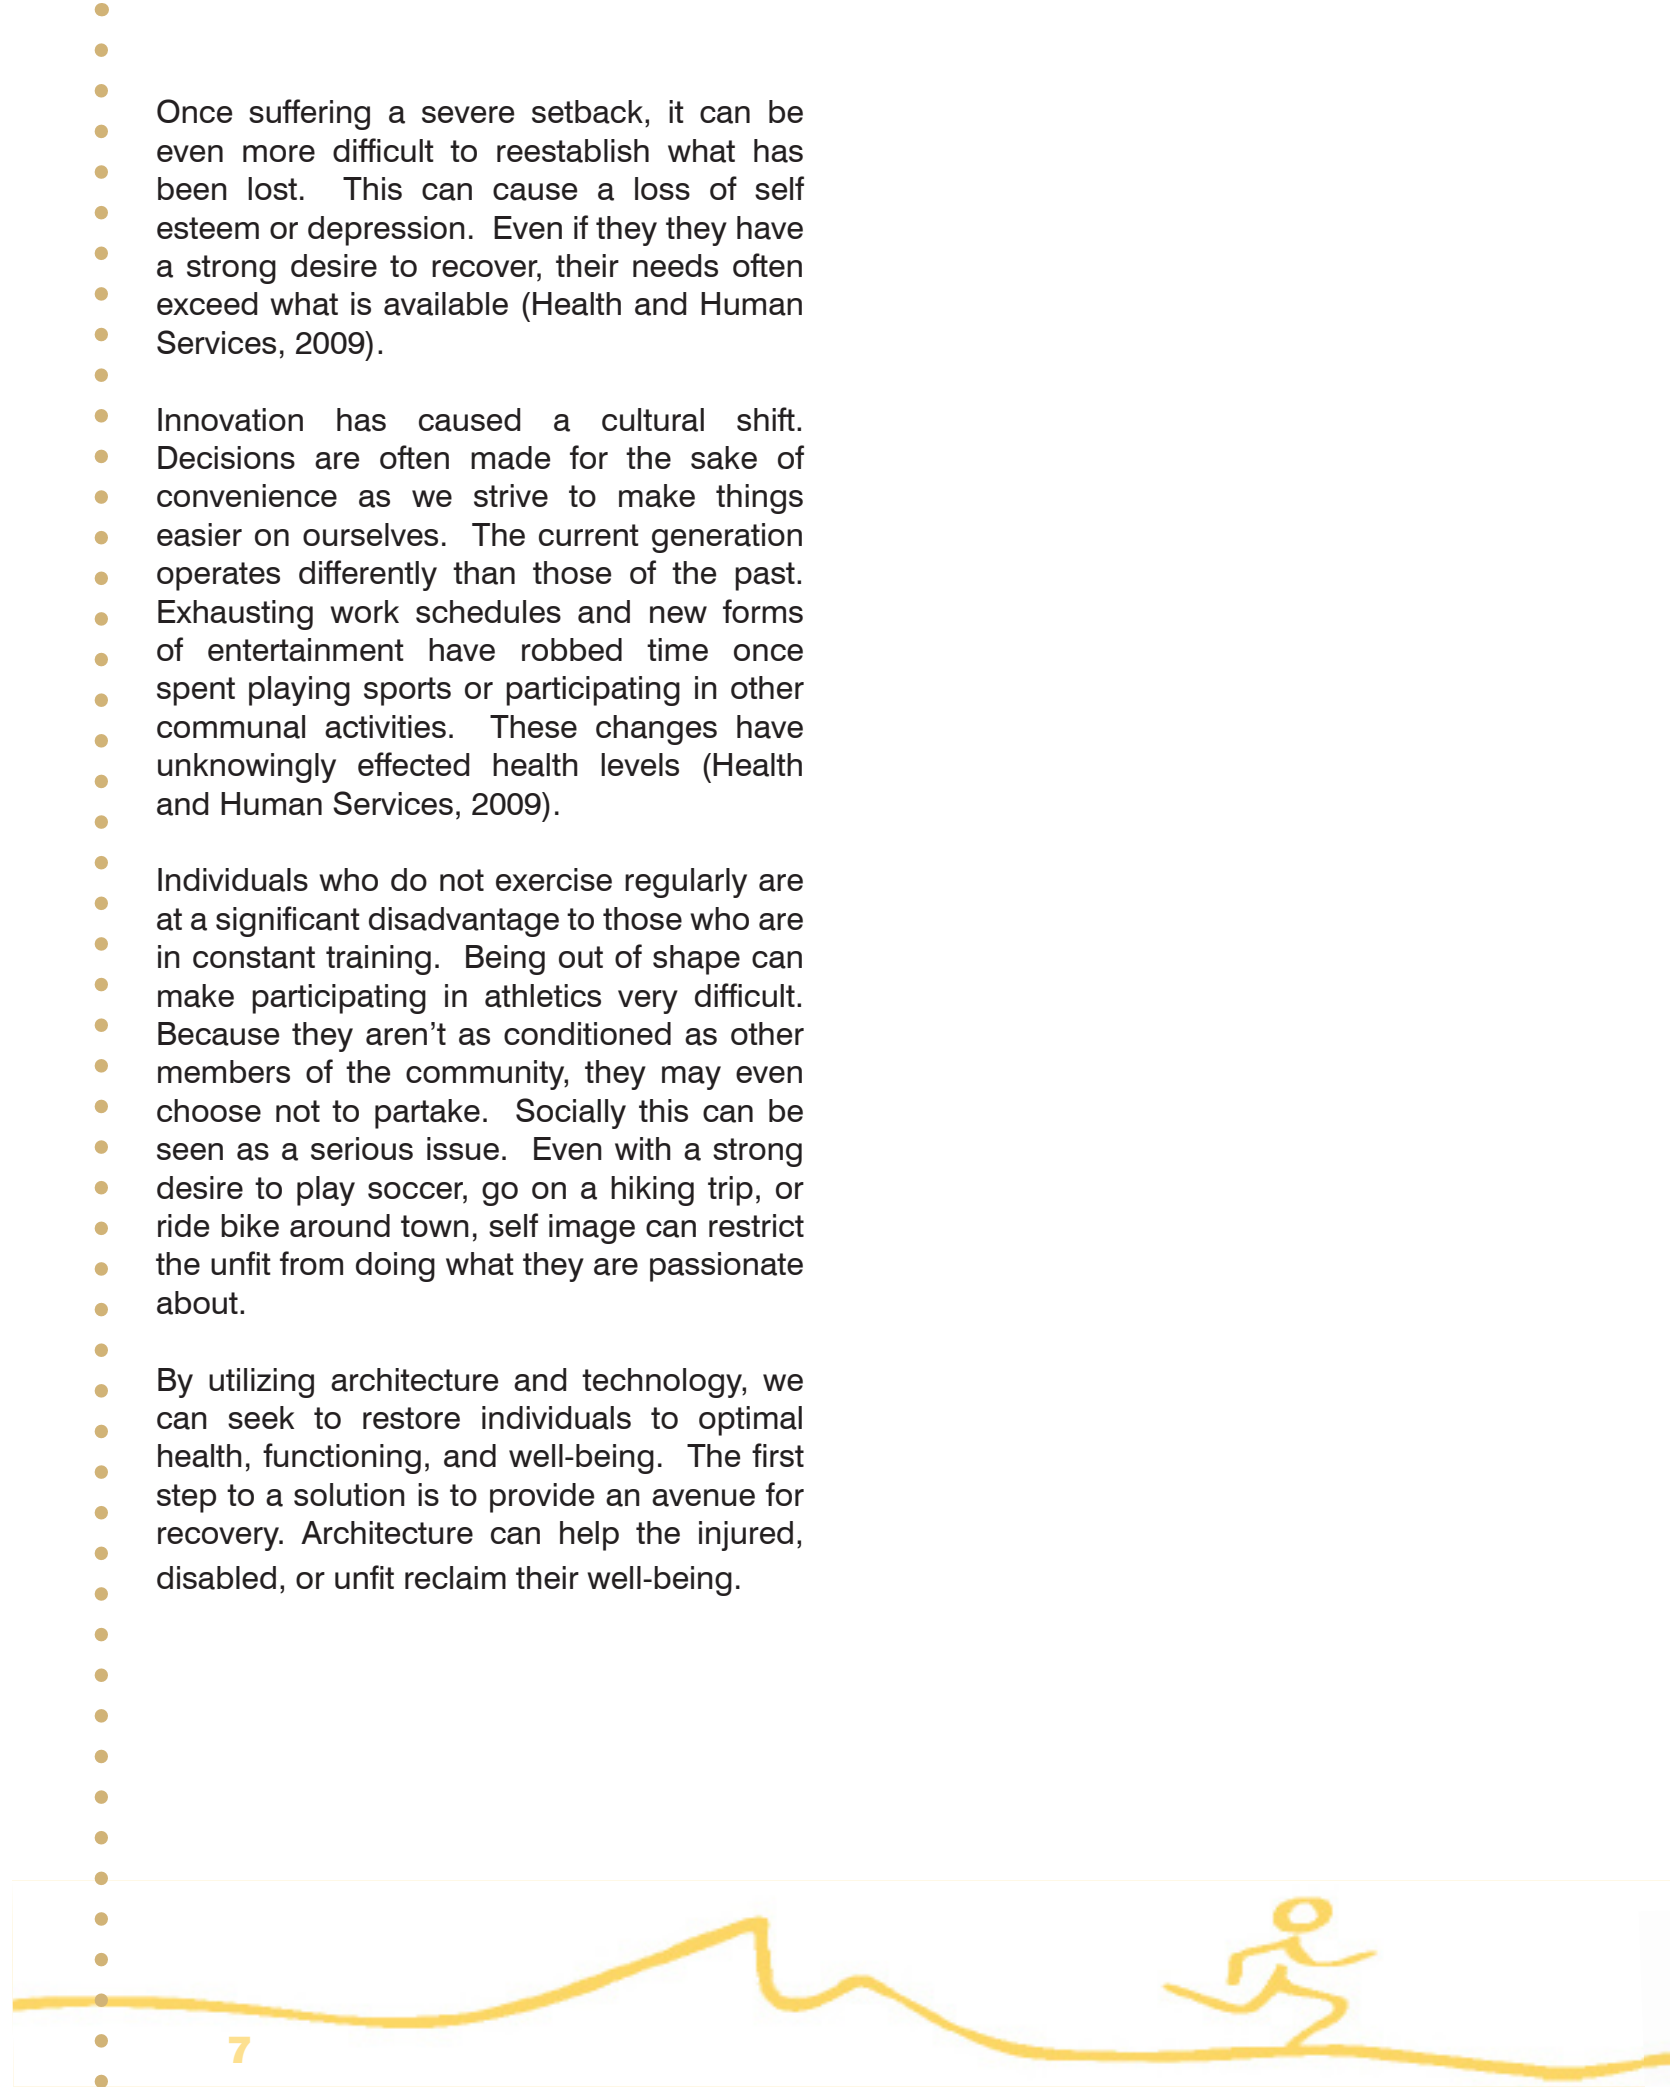 Once suffering a severe setback, it can be
even more difficult to reestablish what has
been lost.  This can cause a loss of self
esteem or depression.  Even if they they have
a strong desire to recover, their needs often
exceed what is available (Health and Human
Services, 2009).
Innovation has caused a cultural shift.
Decisions are often made for the sake of
convenience as we strive to make things
easier on ourselves.  The current generation
operates differently than those of the past.
Exhausting work schedules and new forms
of entertainment have robbed time once
spent playing sports or participating in other
communal activities.  These changes have
unknowingly effected health levels (Health
and Human Services, 2009).
Individuals who do not exercise regularly are
at a significant disadvantage to those who are
in constant training.  Being out of shape can
make participating in athletics very difficult.
Because they aren’t as conditioned as other
members of the community, they may even
choose not to partake.  Socially this can be
seen as a serious issue.  Even with a strong
desire to play soccer, go on a hiking trip, or
ride bike around town, self image can restrict
the unfit from doing what they are passionate
about.
By utilizing architecture and technology, we
can seek to restore individuals to optimal
health, functioning, and well-being.  The first
step to a solution is to provide an avenue for
recovery. Architecture can help the injured,
disabled, or unfit reclaim their well-being.
7